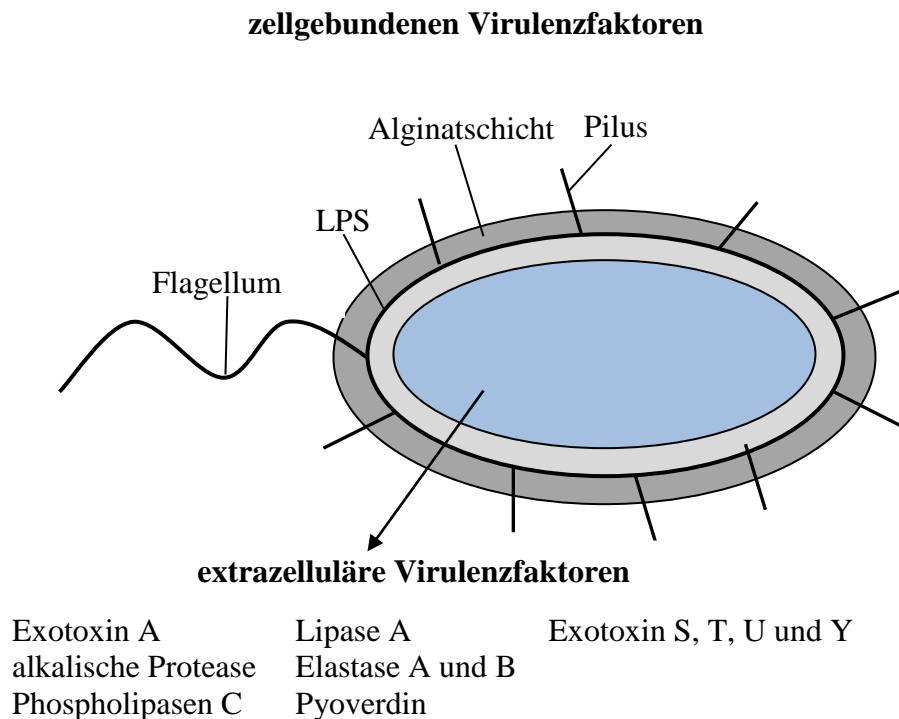 zellgebundenen Virulenzfaktoren
Alginatschicht
Pilus
LPS
Flagellum
extrazelluläre Virulenzfaktoren
Exotoxin A Lipase A Exotoxin S, T, U und Y
alkalische Protease Elastase A und B
Phospholipasen C Pyoverdin